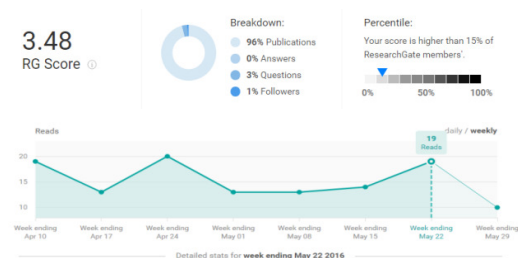 Breakdown:
3.48
RG Score
96% Publications
0% Answers
3% Questions
1% Followers
Percentile:
Your score is higher than 15% of
ResearchGate members'.
0%
50%
100%
Reads
daily / weekly
19
Reads
20
15
10
Week ending
Apr 10
Week ending
Apr 17
Week ending
Apr 24
Week ending
May 01
Week ending
May 08
Week ending
May 15
Week ending
May 22
Week ending
May 29
Detailed stats for week ending May 22 2016